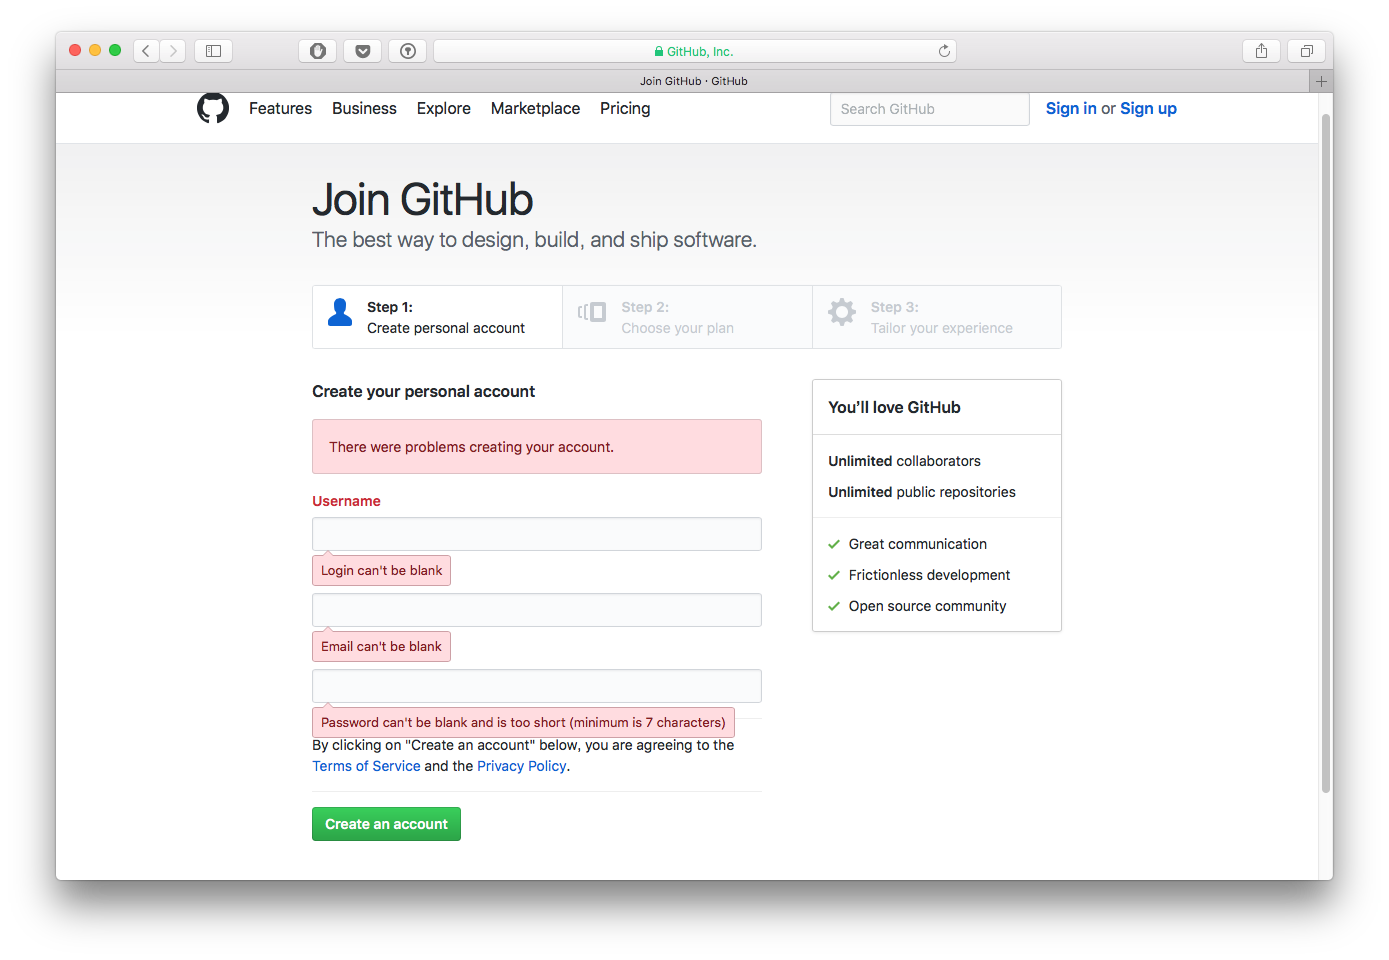 GitHub, Inc.
Join GitHub · GitHub
Features Business Explore Marketplace Pricing Search GitHub Sign in or Sign up
Join GitHub
The best way to design, build, and ship software.
Step 1:
Create personal account
Step 2:
Choose your plan
Step 3:
Tailor your experience
Create your personal account
There were problems creating your account.
Username
Login can't be blank
Email can't be blank
Password can't be blank and is too short (minimum is 7 characters)
By clicking on "Create an account" below, you are agreeing to the
Terms of Service and the Privacy Policy.
Create an account
You’ll love GitHub
Unlimited collaborators
Unlimited public repositories
Great communication
Frictionless development
Open source community